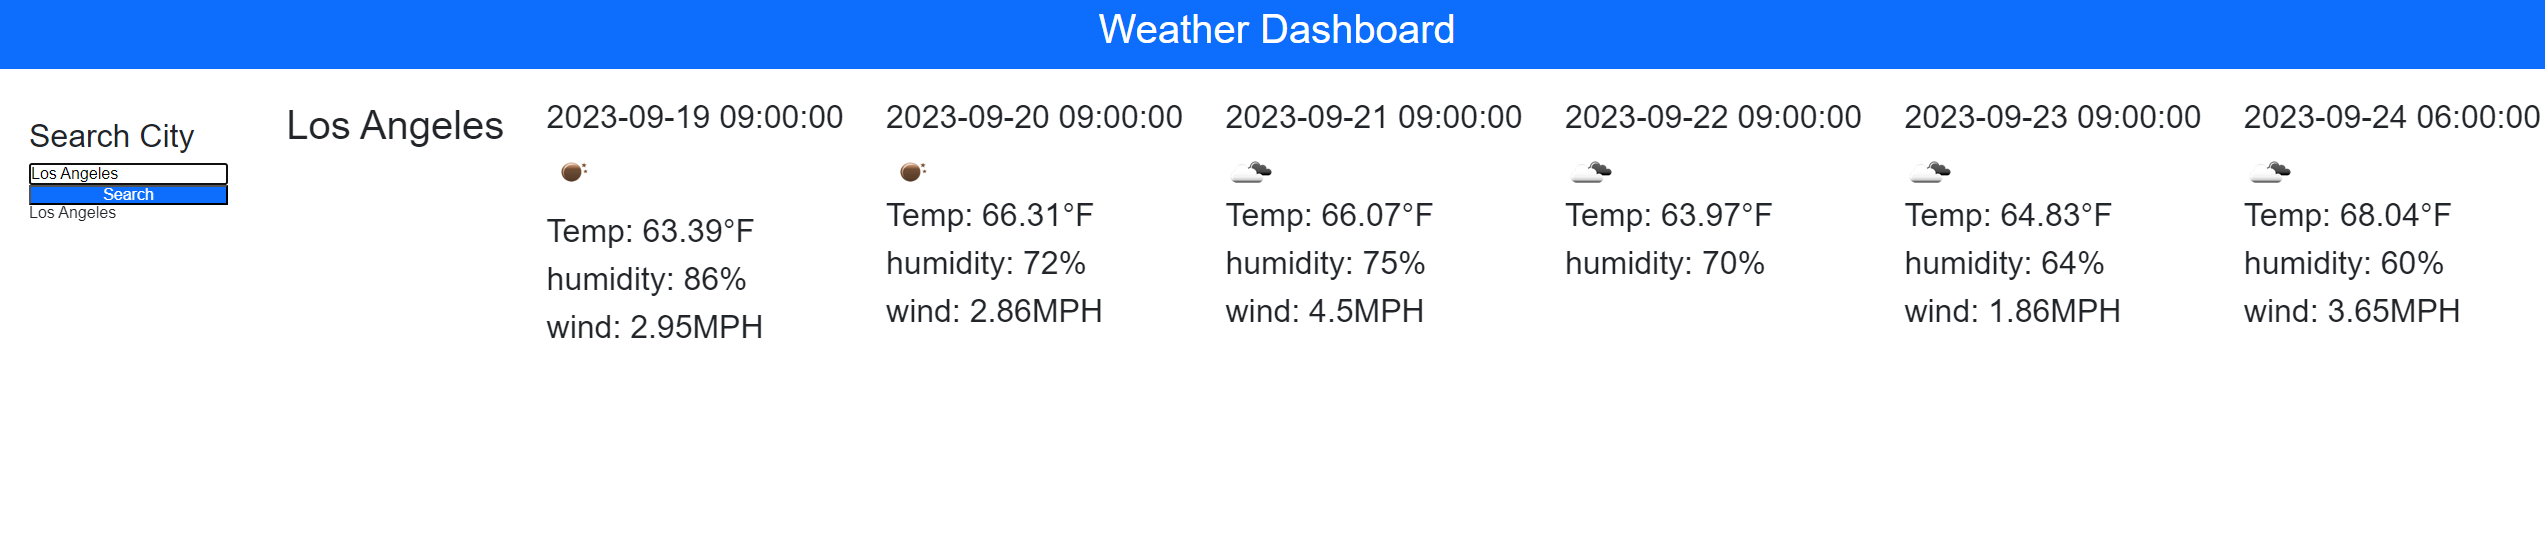 Weather Dashboard
Search City
Los Angeles
Search
Los Angeles
Los Angeles
2023-09-19 09:00:00
Temp: 63.39°F
humidity: 86%
wind: 2.95MPH
2023-09-20 09:00:00
Temp: 66.31°F
humidity: 72%
wind: 2.86MPH
2023-09-21 09:00:00
Temp: 66.07°F
humidity: 75%
wind: 4.5MPH
2023-09-22 09:00:00
Temp: 63.97°F
humidity: 70%
2023-09-23 09:00:00
Temp: 64.83°F
humidity: 64%
wind: 1.86MPH
2023-09-24 06:00:00
Temp: 68.04°F
humidity: 60%
wind: 3.65MPH